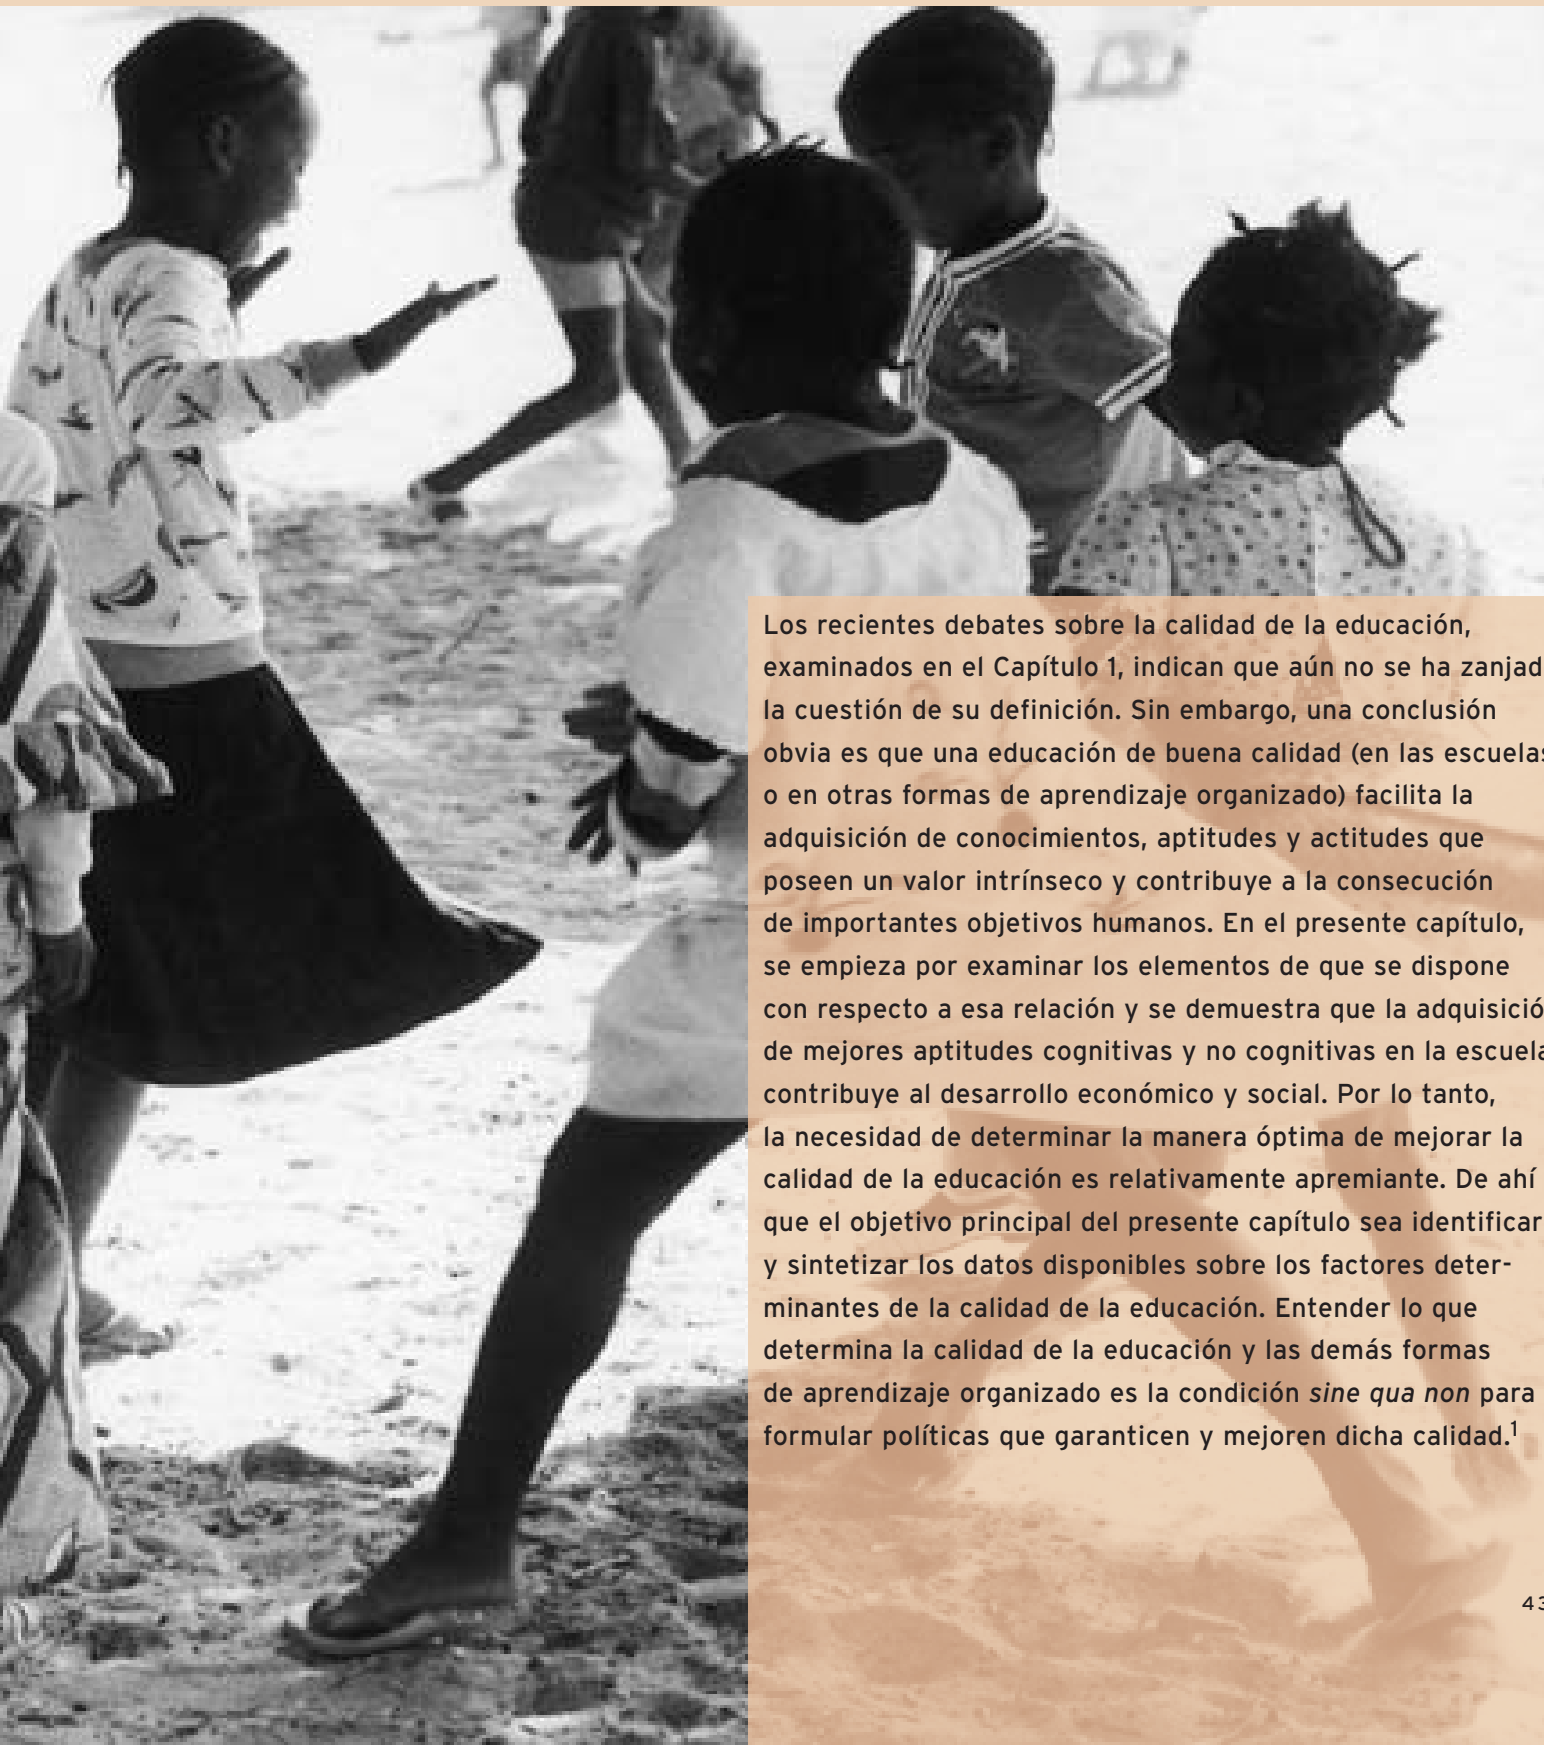 Los recientes debates sobre la calidad de la educación,
examinados en el Capítulo 1, indican que aún no se ha zanjad
la cuestión de su definición. Sin embargo, una conclusión
obvia es que una educación de buena calidad (en las escuelas
o en otras formas de aprendizaje organizado) facilita la
adquisición de conocimientos, aptitudes y actitudes que
poseen un valor intrínseco y contribuye a la consecución
de importantes objetivos humanos. En el presente capítulo,
se empieza por examinar los elementos de que se dispone
con respecto a esa relación y se demuestra que la adquisició
de mejores aptitudes cognitivas y no cognitivas en la escuela
contribuye al desarrollo económico y social. Por lo tanto,
la necesidad de determinar la manera óptima de mejorar la
calidad de la educación es relativamente apremiante. De ahí
que el objetivo principal del presente capítulo sea identificar
y sintetizar los datos disponibles sobre los factores deter-
minantes de la calidad de la educación. Entender lo que
determina la calidad de la educación y las demás formas
de aprendizaje organizado es la condición sine qua non para
formular políticas que garanticen y mejoren dicha calidad.1
43